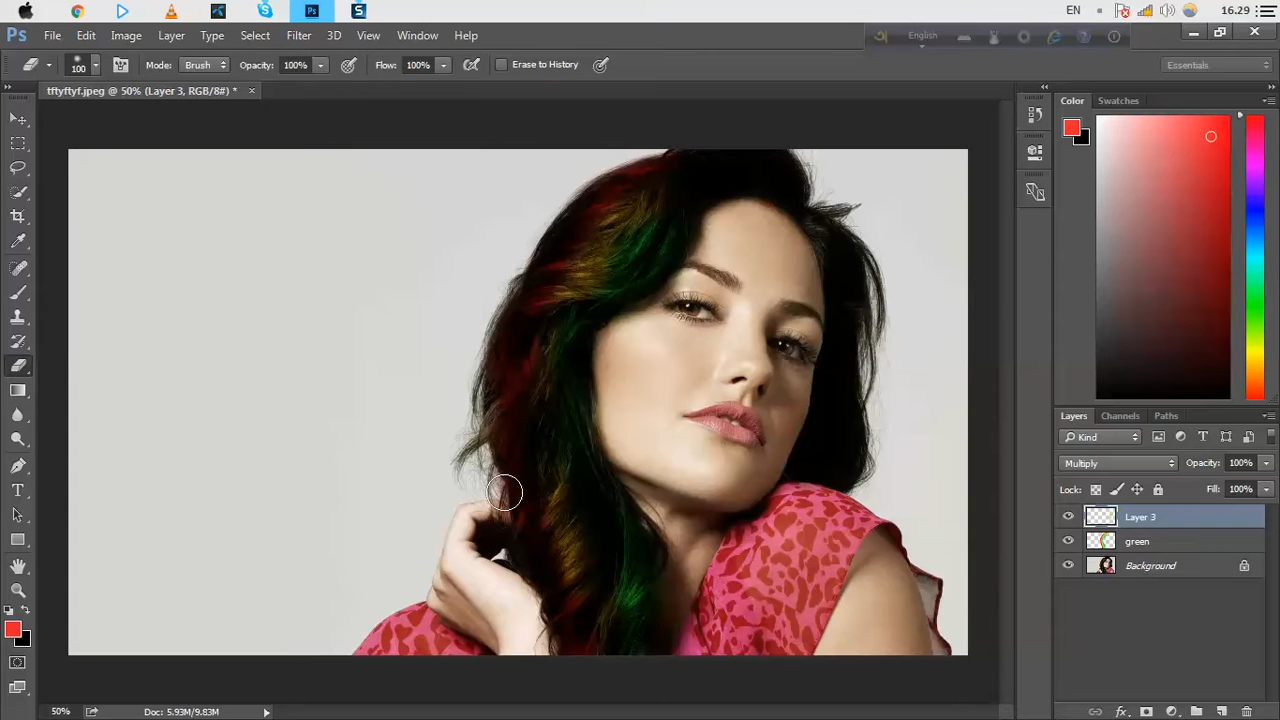 EN 16.29
Ps File Edit Image Layer Type Select Filter 3D View Window Help English
100 Mode: Brush Opacity: 100% Flow: 100% Erase to History Essentials
tftyftyf.jpeg @ 50% (Layer 3, RGB/8#) *
Color Swatches
Layers Channels Paths
Kind
Multiply Opacity: 100%
Lock: Fill: 100%
Layer 3
green
Background
50% Doc: 5.93M/9.83M